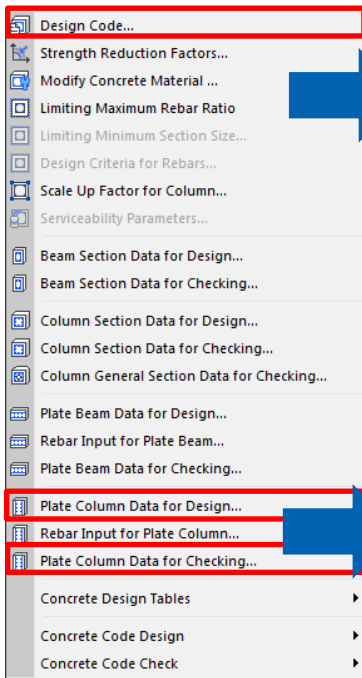 Design Code...
Strength Reduction Factors...
Modify Concrete Material ...
Limiting Maximum Rebar Ratio
Limiting Minimum Section Size...
Design Criteria for Rebars...
Scale Up Factor for Column...
Serviceability Parameters...
Beam Section Data for Design...
Beam Section Data for Checking...
Column Section Data for Design...
Column Section Data for Checking...
Column General Section Data for Checking...
Plate Beam Data for Design...
Rebar Input for Plate Beam...
Plate Beam Data for Checking...
Plate Column Data for Design...
Rebar Input for Plate Column...
Plate Column Data for Checking...
Concrete Design Tables
Concrete Code Design
Concrete Code Check